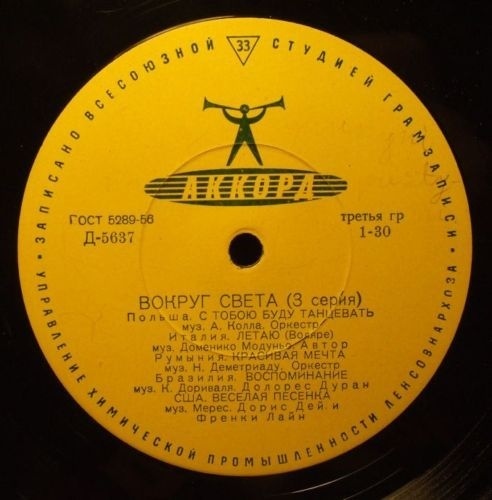 ЗАПИСАНО ВСЕСОЮЗНОЙ СТУДИЕЙ ГРАМЗАПИСИ
33
АККОРД
ГОСТ 5289-56
Д-5637
третья гр
1-30
ВОКРУГ СВЕТА (3 серия)
Польша. С ТОБОЮ БУДУ ТАНЦЕВАТЬ
муз. А. Колла. Оркестр
Италия. ЛЕТАЮ (Воляре)
муз. Доменико Модуньо. Автор
Румыния. КРАСИВАЯ МЕЧТА
муз. Н. Деметриаду. Оркестр
Бразилия. ВОСПОМИНАНИЕ
муз. К. Дориваля. Долорес Дуран
США. ВЕСЕЛАЯ ПЕСЕНКА
муз. Мерес. Дорис Дей и
Френки Лайн
УПРАВЛЕНИЕ ХИМИЧЕСКОЙ ПРОМЫШЛЕННОСТИ ЛЕНСОВНАРХОЗА